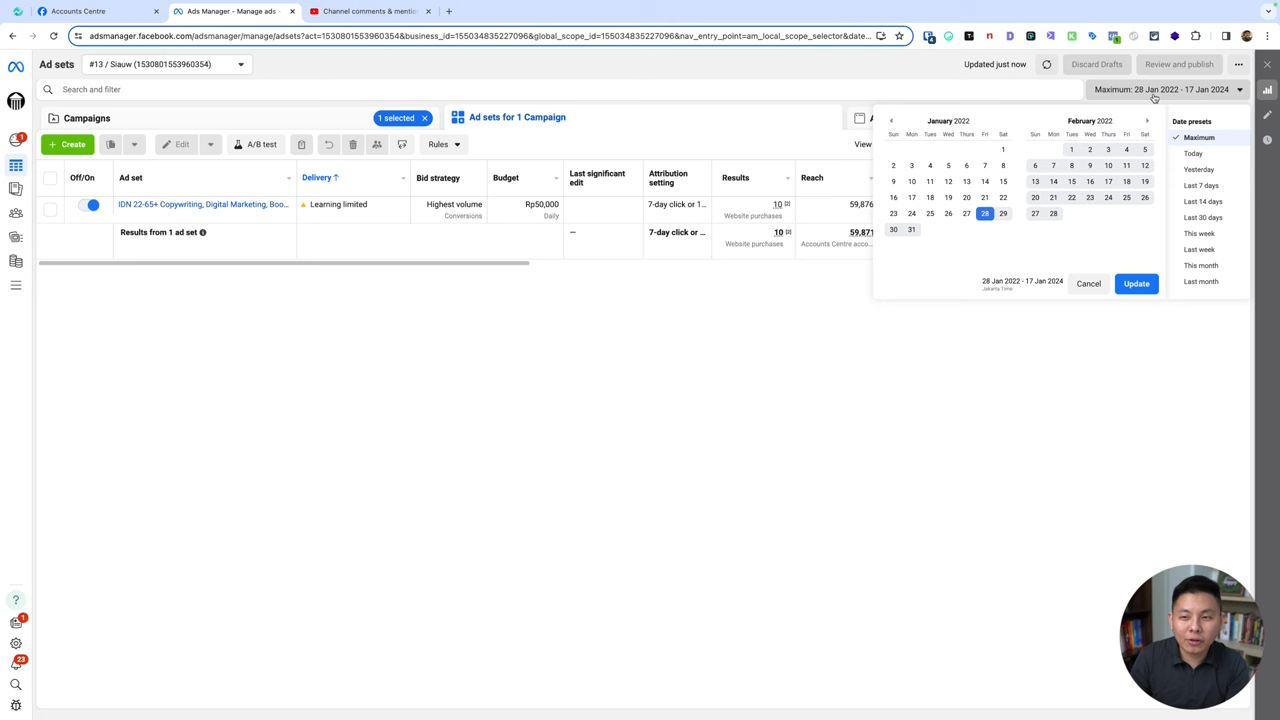 Accounts Centre
Ads Manager - Manage ads -
Channel comments & mention
adsmanager.facebook.com/adsmanager/manage/adsets?act=1530801553960354&business_id=155034835227096&global_scope_id=155034835227096&nav_entry_point=am_local_scope_selector&date...
Ad sets
#13 / Siauw (1530801553960354)
Updated just now
Discard Drafts
Review and publish
Search and filter
Maximum: 28 Jan 2022 - 17 Jan 2024
Campaigns
1 selected
Ad sets for 1 Campaign
Create
Edit
A/B test
Rules
View
Off/On
Ad set
Delivery ↑
Bid strategy
Budget
Last significant edit
Attribution setting
Results
Reach
IDN 22-65+ Copywriting, Digital Marketing, Boo...
Learning limited
Highest volume
Conversions
Rp50,000
Daily
7-day click or 1...
10 [2]
Website purchases
59,876
Results from 1 ad set
—
7-day click or ...
10 [2]
Website purchases
59,871
Accounts Centre acco...
January 2022
Sun Mon Tues Wed Thurs Fri Sat
1
2 3 4 5 6 7 8
9 10 11 12 13 14 15
16 17 18 19 20 21 22
23 24 25 26 27 28 29
30 31
February 2022
Sun Mon Tues Wed Thurs Fri Sat
1 2 3 4 5
6 7 8 9 10 11 12
13 14 15 16 17 18 19
20 21 22 23 24 25 26
27 28
28 Jan 2022 - 17 Jan 2024
Jakarta Time
Cancel
Update
Date presets
Maximum
Today
Yesterday
Last 7 days
Last 14 days
Last 30 days
This week
Last week
This month
Last month
1
1
23